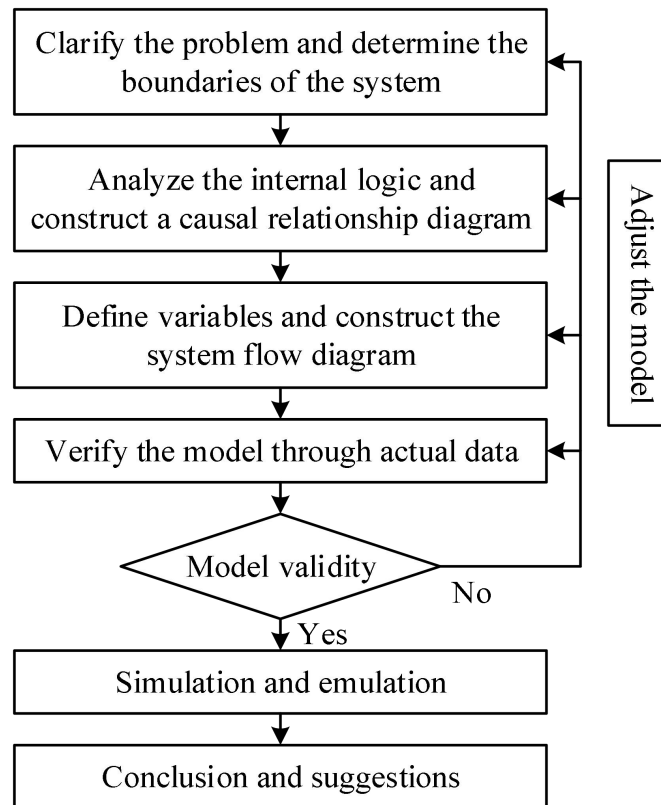 Clarify the problem and determine the
boundaries of the system
Analyze the internal logic and
construct a causal relationship diagram
Define variables and construct the
system flow diagram
Verify the model through actual data
Model validity
No
Yes
Simulation and emulation
Conclusion and suggestions
Adjust the model